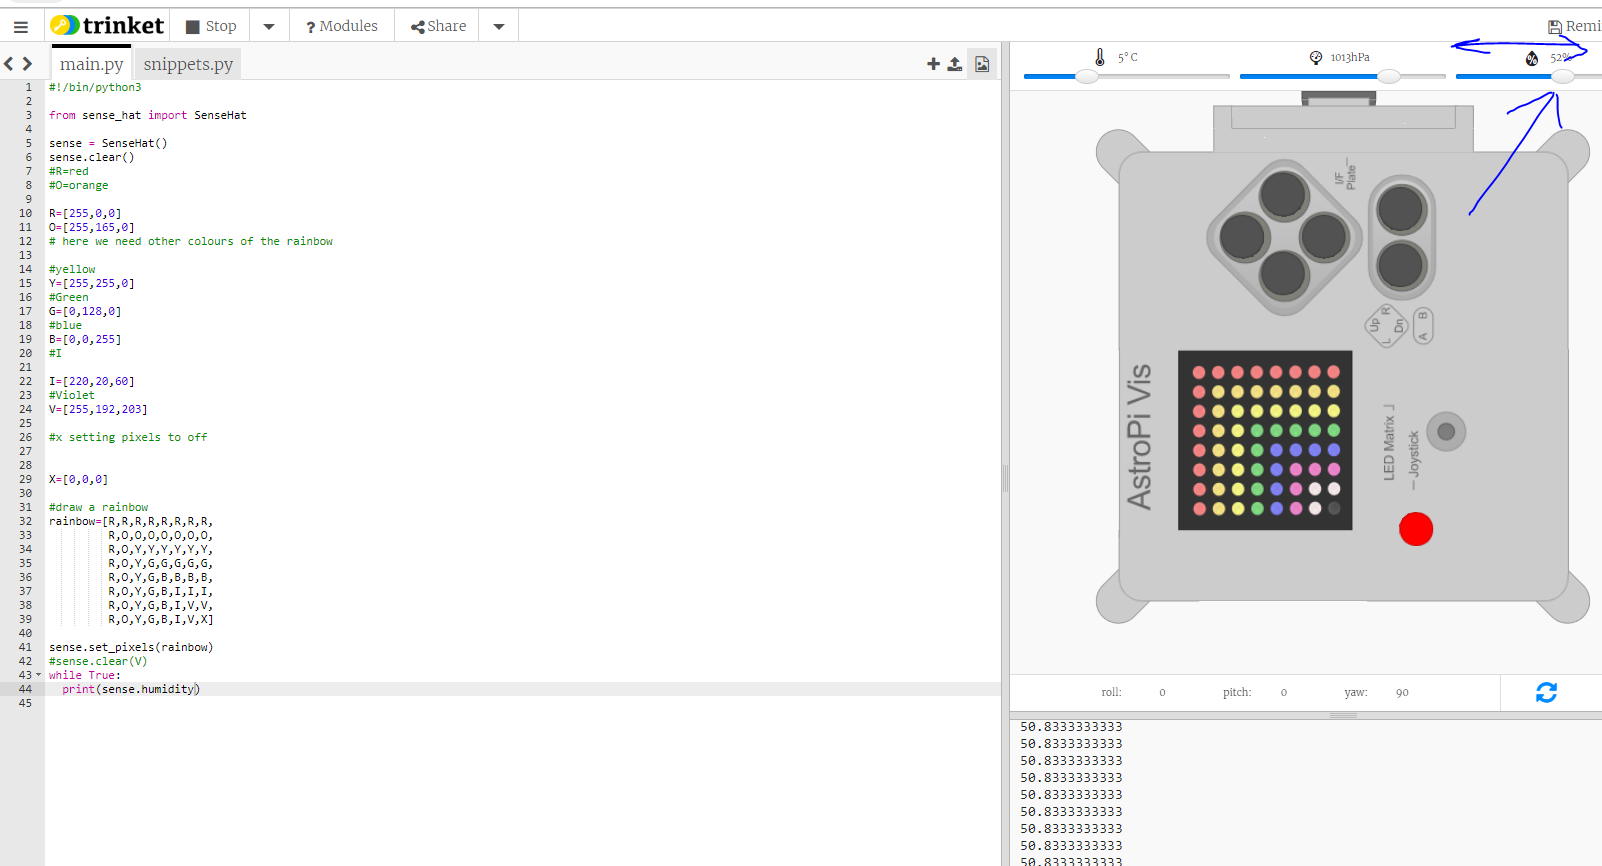 trinket Stop ? Modules Share Remi
main.py snippets.py
5°C 1013hPa 52%
1 #!/bin/python3
2
3 from sense_hat import SenseHat
4
5 sense = SenseHat()
6 sense.clear()
7 #R=red
8 #O=orange
9
10 R=[255,0,0]
11 O=[255,165,0]
12 # here we need other colours of the rainbow
13
14 #yellow
15 Y=[255,255,0]
16 #Green
17 G=[0,128,0]
18 #blue
19 B=[0,0,255]
20 #I
21
22 I=[220,20,60]
23 #Violet
24 V=[255,192,203]
25
26 #x setting pixels to off
27
28
29 X=[0,0,0]
30
31 #draw a rainbow
32 rainbow=[R,R,R,R,R,R,R,R,
33 R,O,O,O,O,O,O,O,
34 R,O,Y,Y,Y,Y,Y,Y,
35 R,O,Y,G,G,G,G,G,
36 R,O,Y,G,B,B,B,B,
37 R,O,Y,G,B,I,I,I,
38 R,O,Y,G,B,I,V,V,
39 R,O,Y,G,B,I,V,X]
40
41 sense.set_pixels(rainbow)
42 #sense.clear(V)
43 while True:
44 print(sense.humidity)
45
I/F
Plate
Up R
L Dn
A B
AstroPi Vis
LED Matrix
Joystick
roll: 0 pitch: 0 yaw: 90
50.8333333333
50.8333333333
50.8333333333
50.8333333333
50.8333333333
50.8333333333
50.8333333333
50.8333333333
50.8333333333